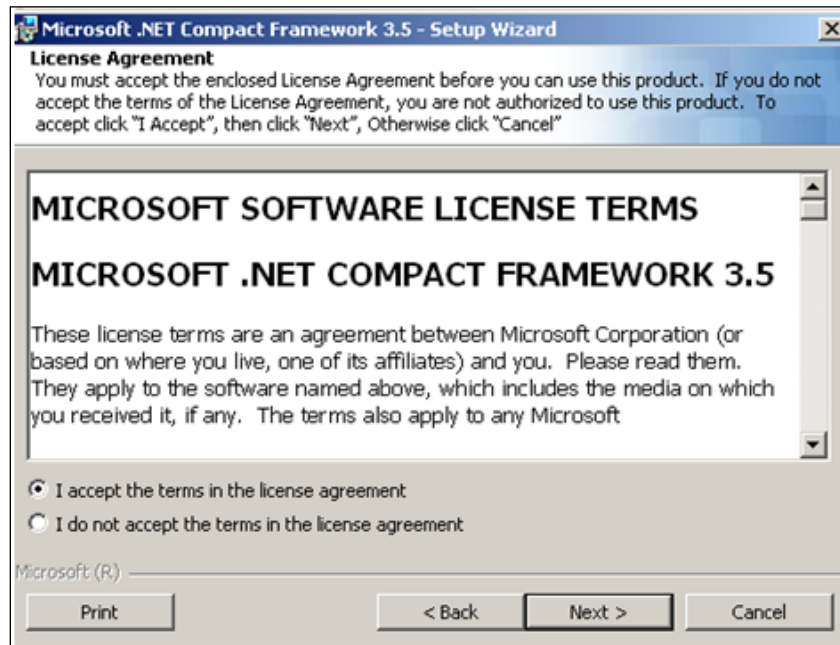 Microsoft .NET Compact Framework 3.5 - Setup Wizard
License Agreement
You must accept the enclosed License Agreement before you can use this product.  If you do not
accept the terms of the License Agreement, you are not authorized to use this product.  To
accept click "I Accept", then click "Next", Otherwise click "Cancel"
MICROSOFT SOFTWARE LICENSE TERMS
MICROSOFT .NET COMPACT FRAMEWORK 3.5
These license terms are an agreement between Microsoft Corporation (or
based on where you live, one of its affiliates) and you.  Please read them.
They apply to the software named above, which includes the media on which
you received it, if any.  The terms also apply to any Microsoft
I accept the terms in the license agreement
I do not accept the terms in the license agreement
Microsoft (R)
Print
< Back
Next >
Cancel